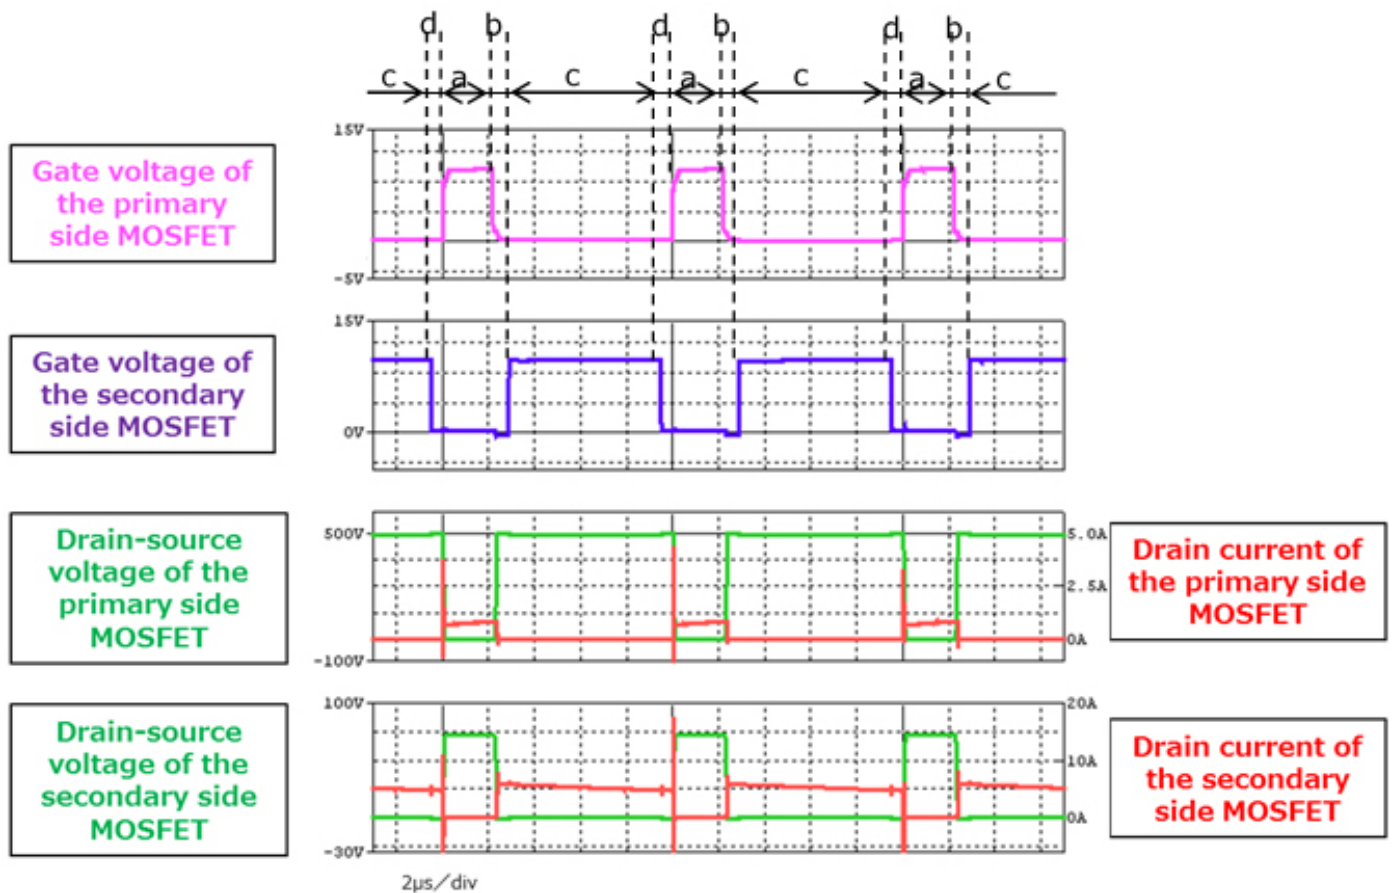 d b d b d b
c a c a c a c
15V
-5V
Gate voltage of
the primary
side MOSFET
15V
0V
Gate voltage of
the secondary
side MOSFET
Drain-source
voltage of the
primary side
MOSFET
500V
-100V
5.0A
2.5A
0A
Drain current of
the primary side
MOSFET
Drain-source
voltage of the
secondary side
MOSFET
100V
-30V
20A
10A
0A
Drain current of
the secondary
side MOSFET
2μs/div